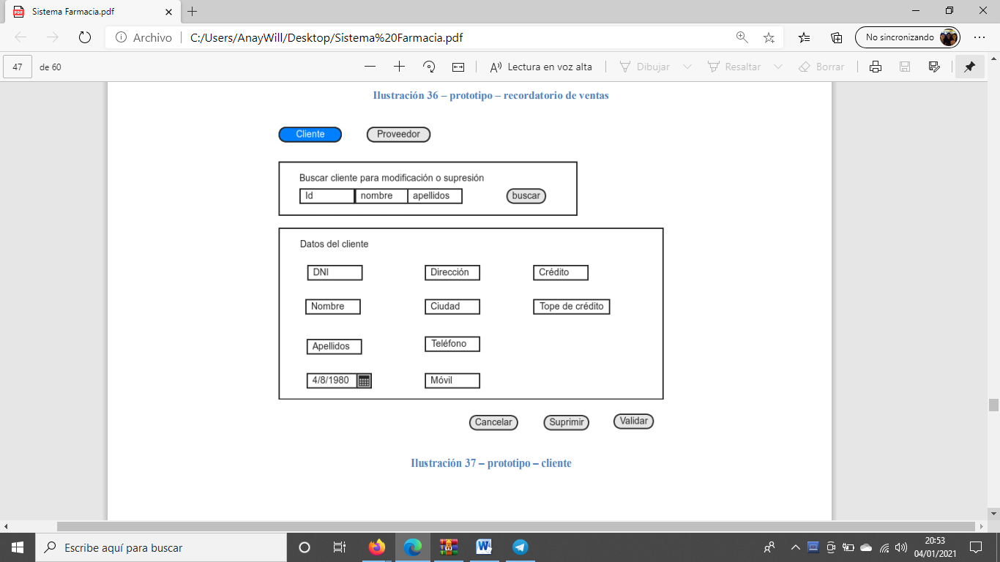 Sistema Farmacia.pdf
Archivo
C:/Users/AnayWill/Desktop/Sistema%20Farmacia.pdf
No sincronizando
47 de 60
Lectura en voz alta
Dibujar
Resaltar
Borrar
Ilustración 36 – prototipo – recordatorio de ventas
Cliente Proveedor
Buscar cliente para modificación o supresión
Id nombre apellidos buscar
Datos del cliente
DNI Dirección Crédito
Nombre Ciudad Tope de crédito
Apellidos Teléfono
4/8/1980 Móvil
Cancelar Suprimir Validar
Ilustración 37 – prototipo – cliente
Escribe aquí para buscar
20:53
04/01/2021